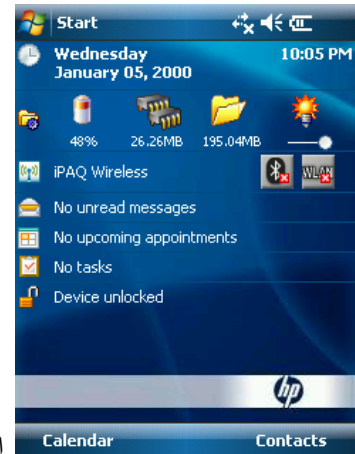 Start
Wednesday 10:05 PM
January 05, 2000
48% 26.26MB 195.04MB
iPAQ Wireless WLAN
No unread messages
No upcoming appointments
No tasks
Device unlocked
hp
Calendar Contacts